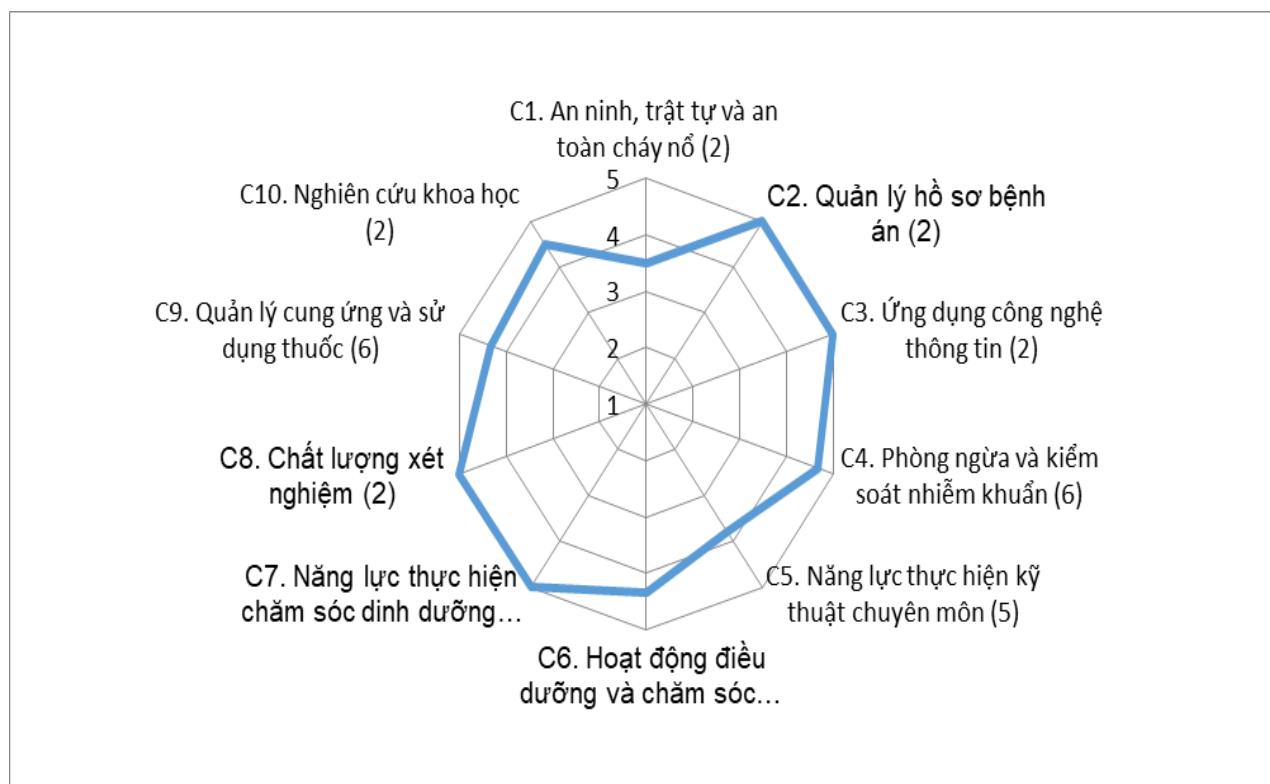 C1. An ninh, trật tự và an
toàn cháy nổ (2)
C2. Quản lý hồ sơ bệnh
án (2)
C3. Ứng dụng công nghệ
thông tin (2)
C4. Phòng ngừa và kiểm
soát nhiễm khuẩn (6)
C5. Năng lực thực hiện kỹ
thuật chuyên môn (5)
C6. Hoạt động điều
dưỡng và chăm sóc...
C7. Năng lực thực hiện
chăm sóc dinh dưỡng...
C8. Chất lượng xét
nghiệm (2)
C9. Quản lý cung ứng và sử
dụng thuốc (6)
C10. Nghiên cứu khoa học
(2)
5
4
3
2
1